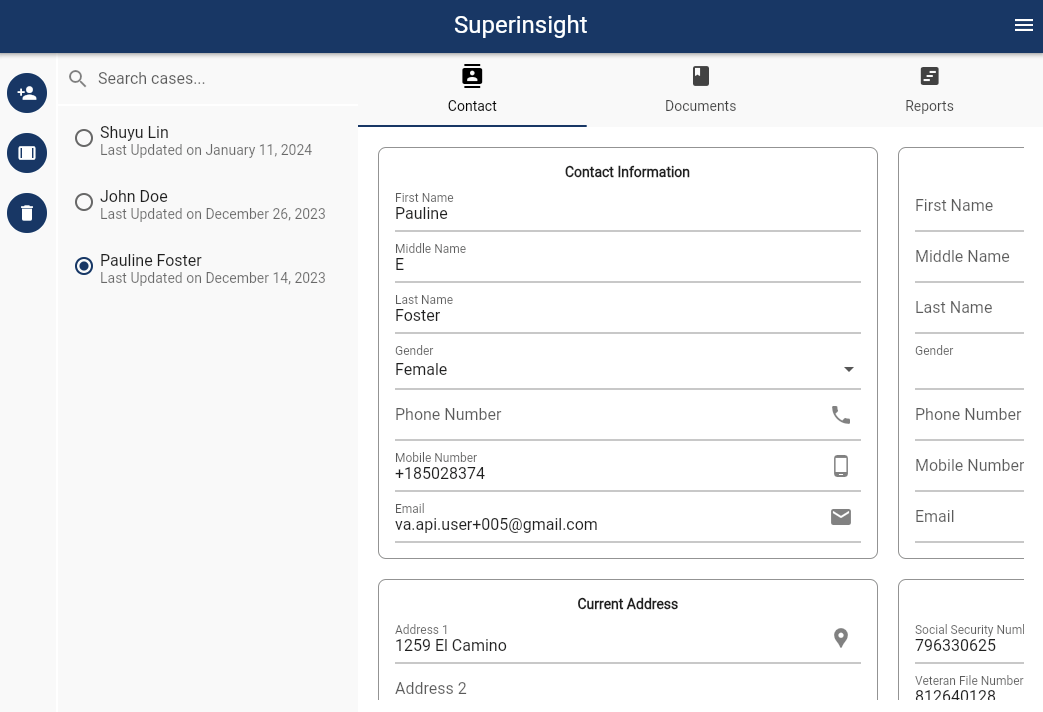 Superinsight
Search cases...
Shuyu Lin
Last Updated on January 11, 2024
John Doe
Last Updated on December 26, 2023
Pauline Foster
Last Updated on December 14, 2023
Contact
Documents
Reports
Contact Information
First Name
Pauline
Middle Name
E
Last Name
Foster
Gender
Female
Phone Number
Mobile Number
+185028374
Email
va.api.user+005@gmail.com
First Name
Middle Name
Last Name
Gender
Phone Number
Mobile Number
Email
Current Address
Address 1
1259 El Camino
Address 2
Social Security Num
796330625
Veteran File Number
812640128